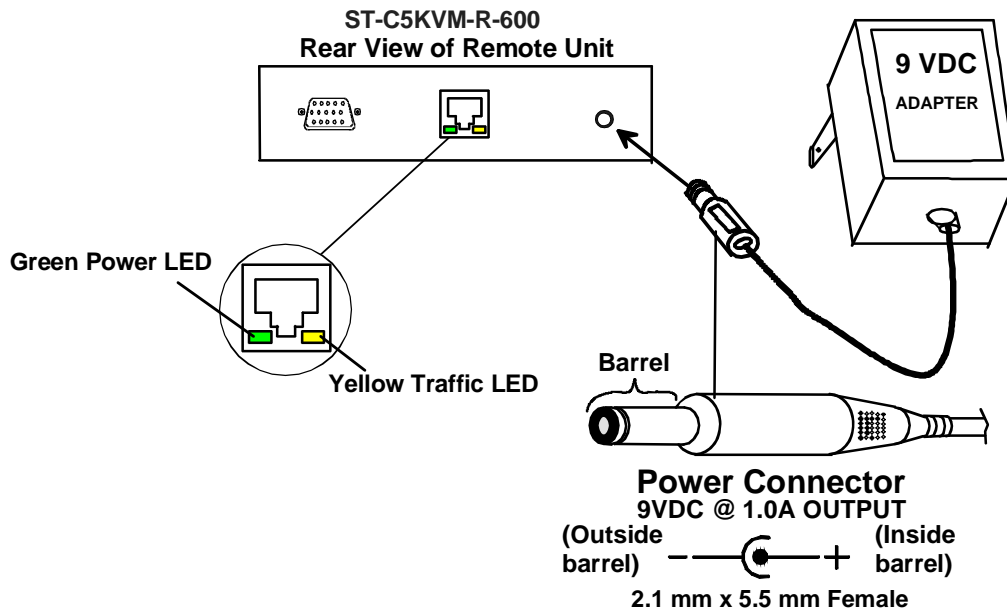 ST-C5KVM-R-600
Rear View of Remote Unit
9 VDC
ADAPTER
Green Power LED
Yellow Traffic LED
Barrel
Power Connector
9VDC @ 1.0A OUTPUT
(Outside
barrel)
- +
(Inside
barrel)
2.1 mm x 5.5 mm Female